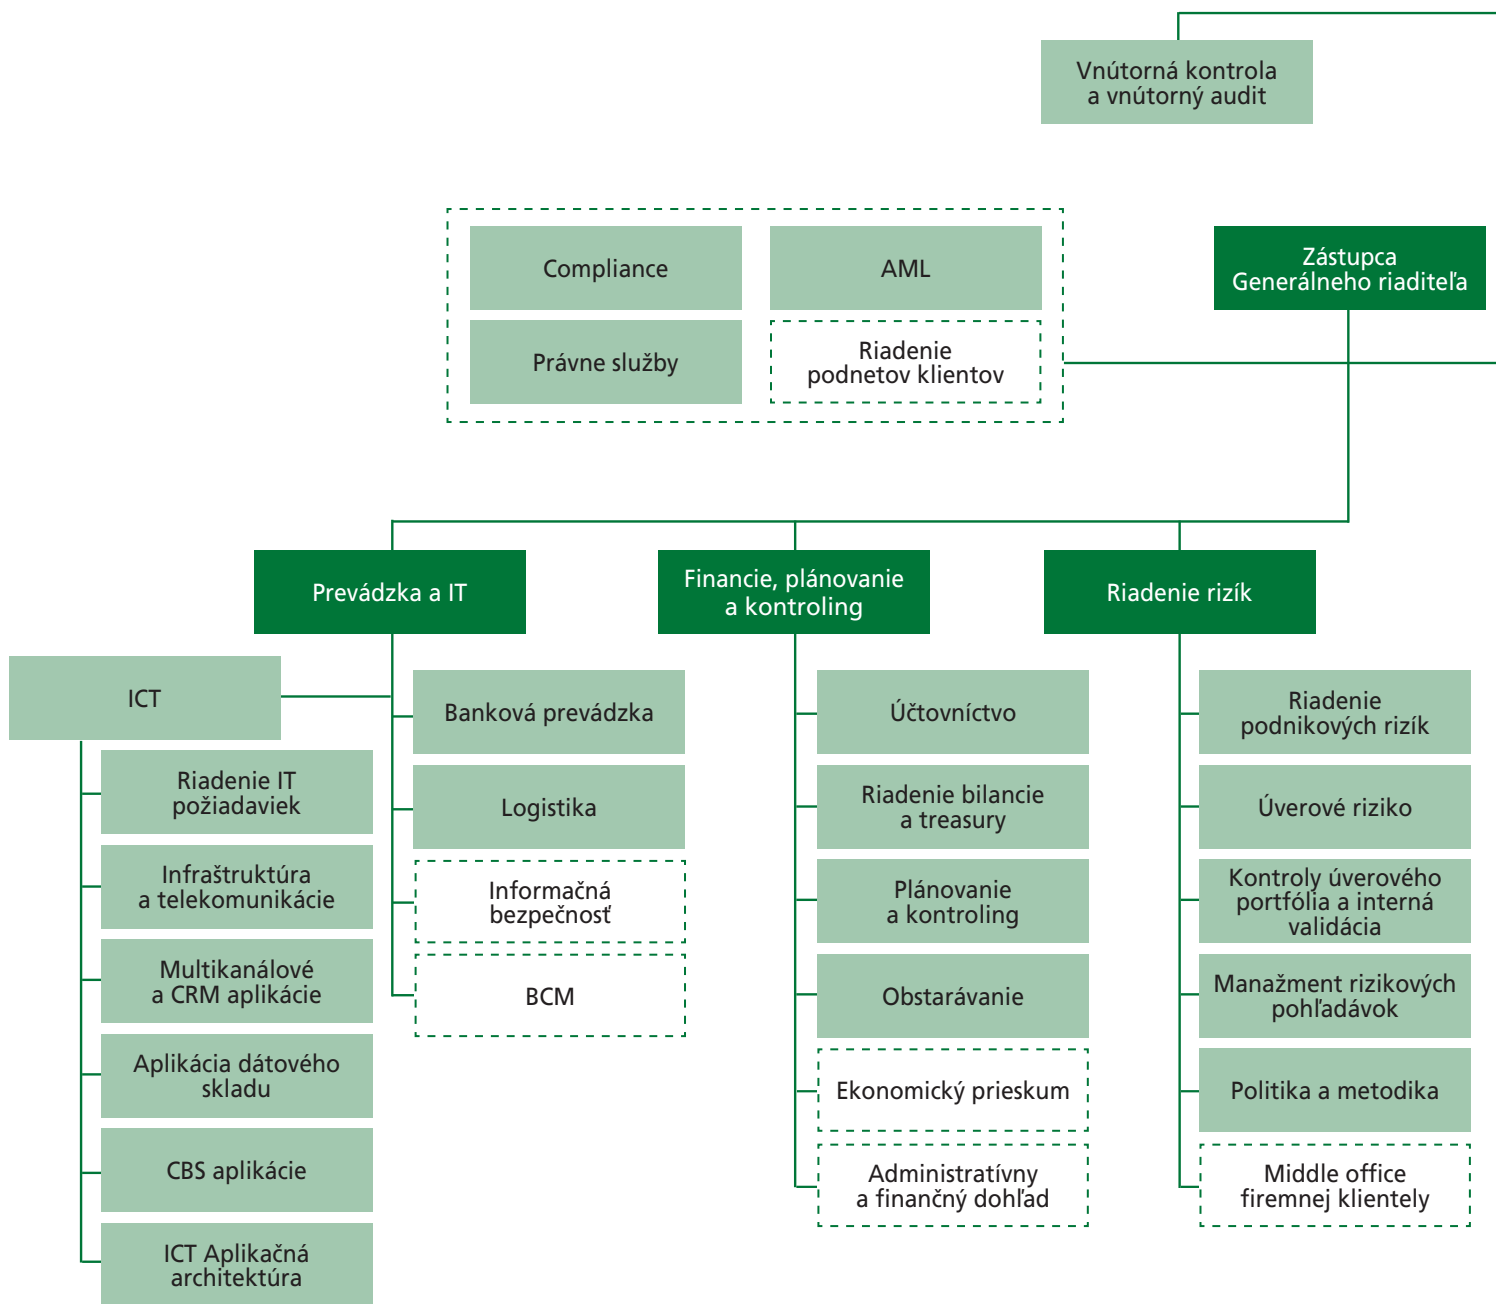 Vnútorná kontrola
a vnútorný audit
Compliance
AML
Zástupca
Generálneho riaditeľa
Právne služby
Riadenie
podnetov klientov
Prevádzka a IT
Financie, plánovanie
a kontroling
Riadenie rizík
ICT
Riadenie IT
požiadaviek
Infraštruktúra
a telekomunikácie
Multikanálové
a CRM aplikácie
Aplikácia dátového
skladu
CBS aplikácie
ICT Aplikačná
architektúra
Banková prevádzka
Logistika
Informačná
bezpečnosť
BCM
Účtovníctvo
Riadenie bilancie
a treasury
Plánovanie
a kontroling
Obstarávanie
Ekonomický prieskum
Administratívny
a finančný dohľad
Riadenie
podnikových rizík
Úverové riziko
Kontroly úverového
portfólia a interná
validácia
Manažment rizikových
pohľadávok
Politika a metodika
Middle office
firemnej klientely